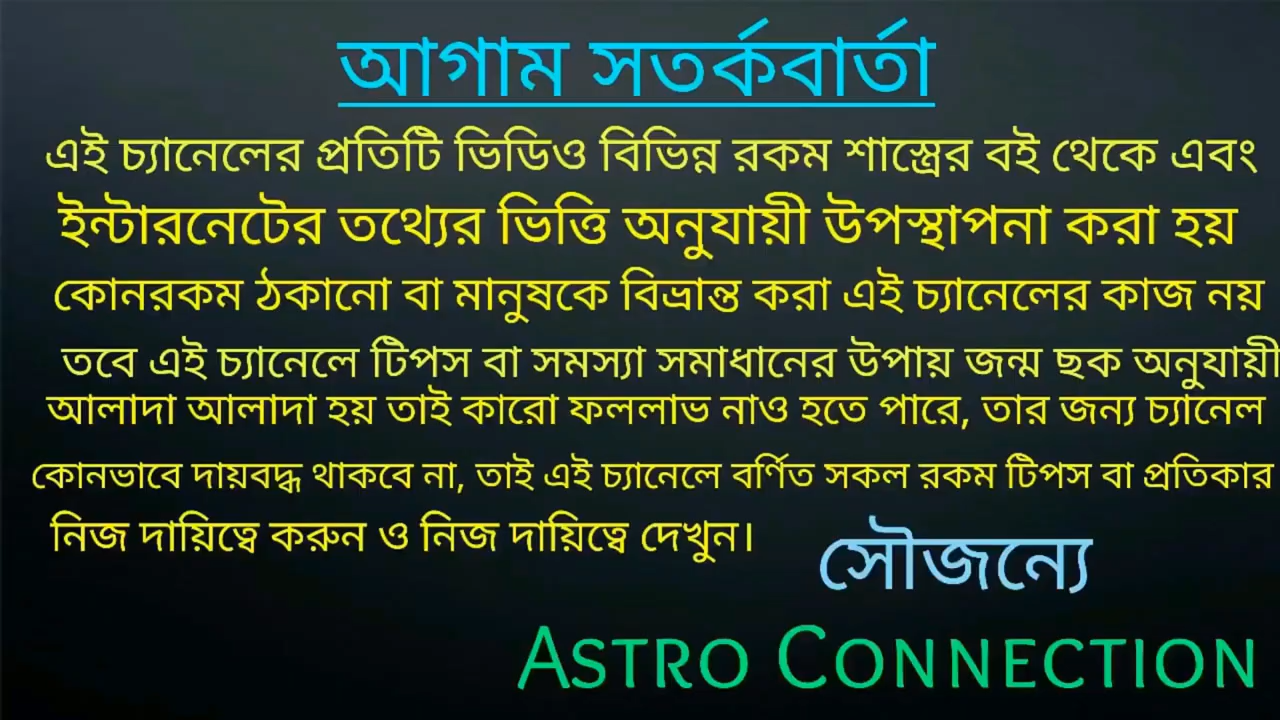 আগাম সতর্কবার্তা
এই চ্যানেলের প্রতিটি ভিডিও বিভিন্ন রকম শাস্ত্রের বই থেকে এবং
ইন্টারনেটের তথ্যের ভিত্তি অনুযায়ী উপস্থাপনা করা হয়
কোনরকম ঠকানো বা মানুষকে বিভ্রান্ত করা এই চ্যানেলের কাজ নয়
তবে এই চ্যানেলে টিপস বা সমস্যা সমাধানের উপায় জন্ম ছক অনুযায়ী
আলাদা আলাদা হয় তাই কারো ফললাভ নাও হতে পারে, তার জন্য চ্যানেল
কোনভাবে দায়বদ্ধ থাকবে না, তাই এই চ্যানেলে বর্ণিত সকল রকম টিপস বা প্রতিকার
নিজ দায়িত্বে করুন ও নিজ দায়িত্বে দেখুন।
সৌজন্যে
ASTRO CONNECTION